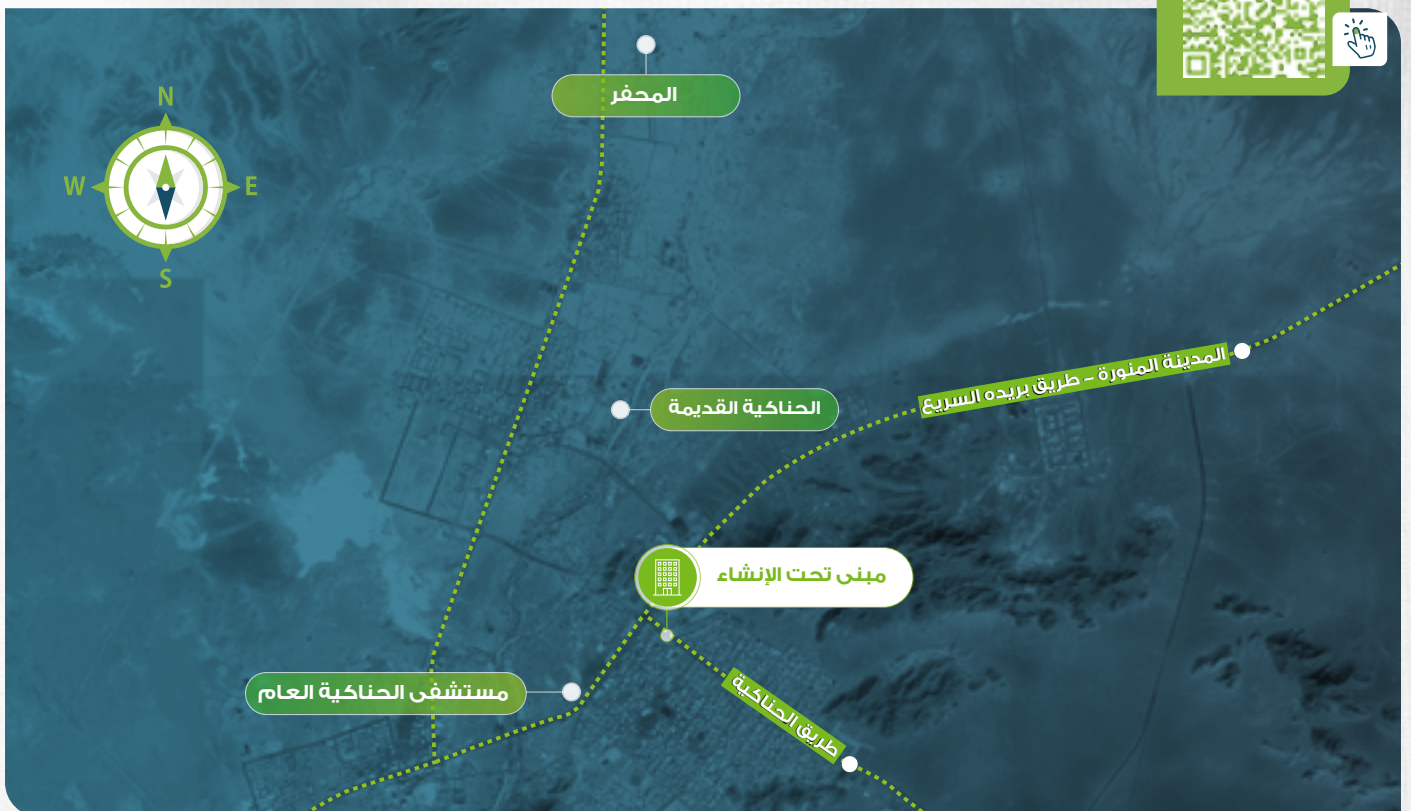 المحفر
N
W
E
S
المدينة المنورة - طريق بريده السريع
الحناكية القديمة
مبنى تحت الإنشاء
مستشفى الحناكية العام
طريق الحناكية